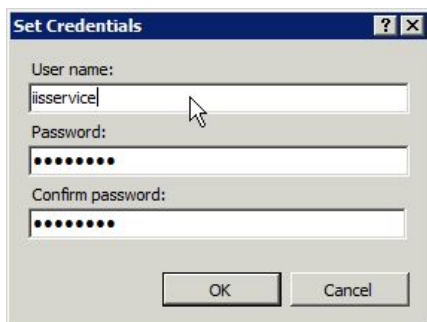 Set Credentials
User name:
iisservice
Password:
••••••••
Confirm password:
••••••••
OK Cancel